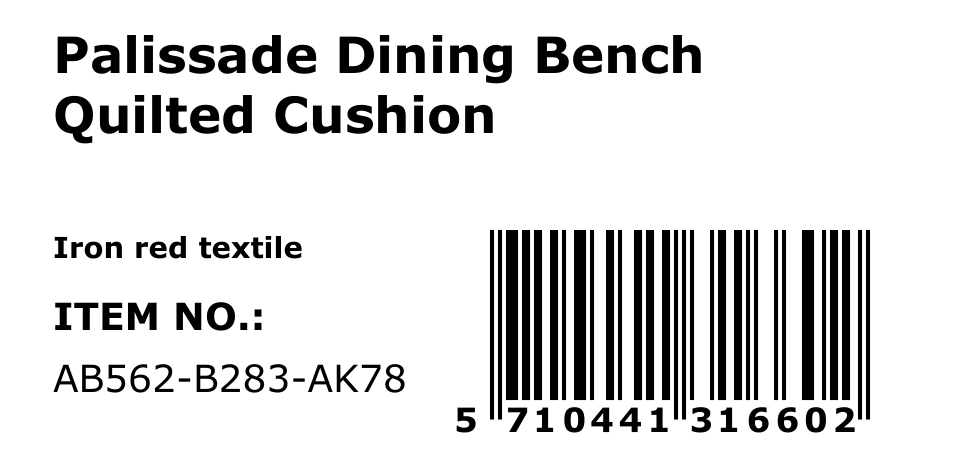 Palissade Dining Bench
Quilted Cushion
Iron red textile
ITEM NO.:
AB562-B283-AK78
5 710441 316602